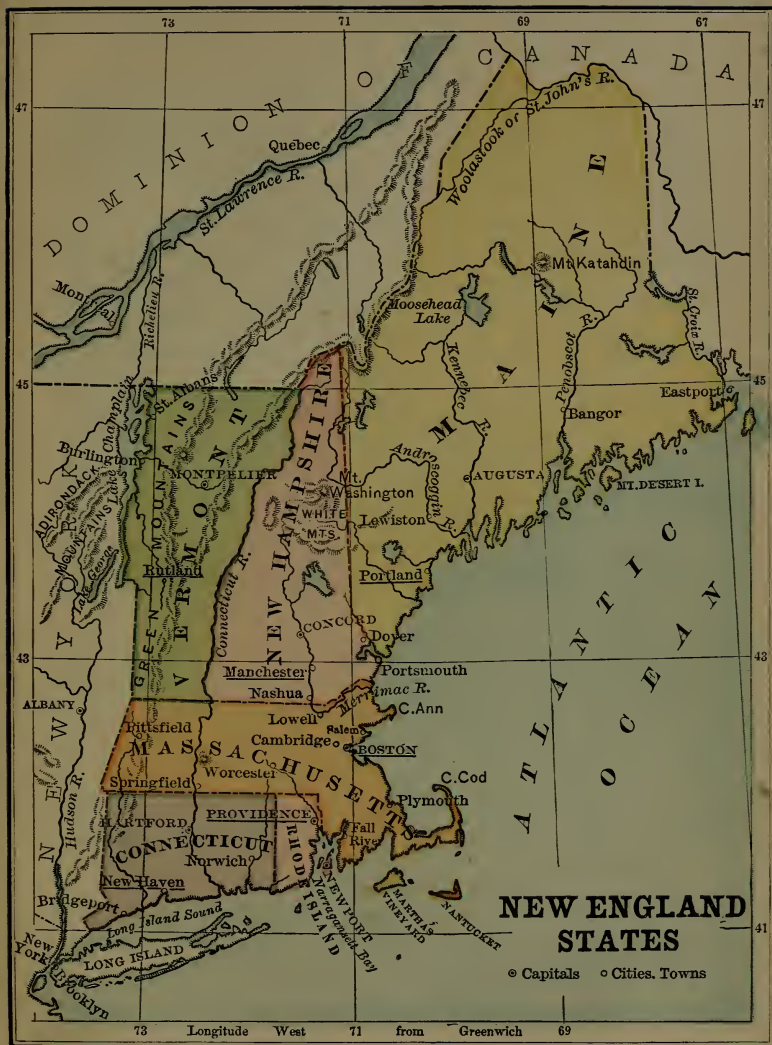 73
71
69
67
DOMINION OF CANADA
47
47
Québec
St. Lawrence R.
Woolastook or St. John's R.
MAINE
Mt. Katahdin
Montreal
Richelieu R.
Moosehead
Lake
St. Croix R.
Kennebec R.
Penobscot R.
45
45
St. Albans
Eastport
Bangor
Lake Champlain
Burlington
MONTPELIER
ADIRONDACK
MOUNTAINS
Lake George
GREEN MOUNTAINS
VERMONT
NEW HAMPSHIRE
Mt.
Washington
WHITE
MTS.
Androscoggin R.
AUGUSTA
MT. DESERT I.
Lewiston
Rutland
Connecticut R.
Portland
CONCORD
Dover
43
43
Manchester
Portsmouth
Nashua
Merrimac R.
ALBANY
Lowell
C. Ann
Salem
Pittsfield
Cambridge
BOSTON
MASSACHUSETTS
Worcester
C. Cod
Springfield
Plymouth
Hudson R.
NEW YORK
HARTFORD
PROVIDENCE
Fall
River
CONNECTICUT
Norwich
RHODE ISLAND
New Haven
NEWPORT
Narragansett Bay
MARTHA'S
VINEYARD
NANTUCKET
Bridgeport
Long Island Sound
41
41
New
York
LONG ISLAND
Brooklyn
ATLANTIC
OCEAN
NEW ENGLAND
STATES
Capitals Cities. Towns
73 Longitude West 71 from Greenwich 69